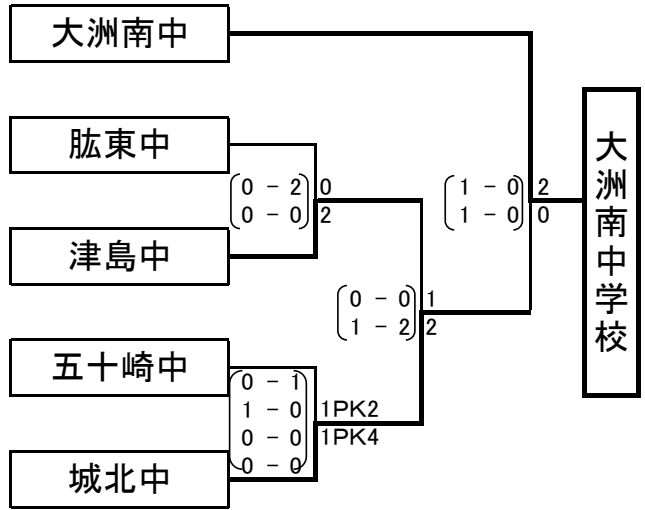 大洲南中
肱東中
0 - 2 0
0 - 0 2
津島中
1 - 0 2
1 - 0 0
大洲南中学校
0 - 0 1
1 - 2 2
五十崎中
0 - 1
1 - 0 1PK2
0 - 0 1PK4
0 - 0
城北中